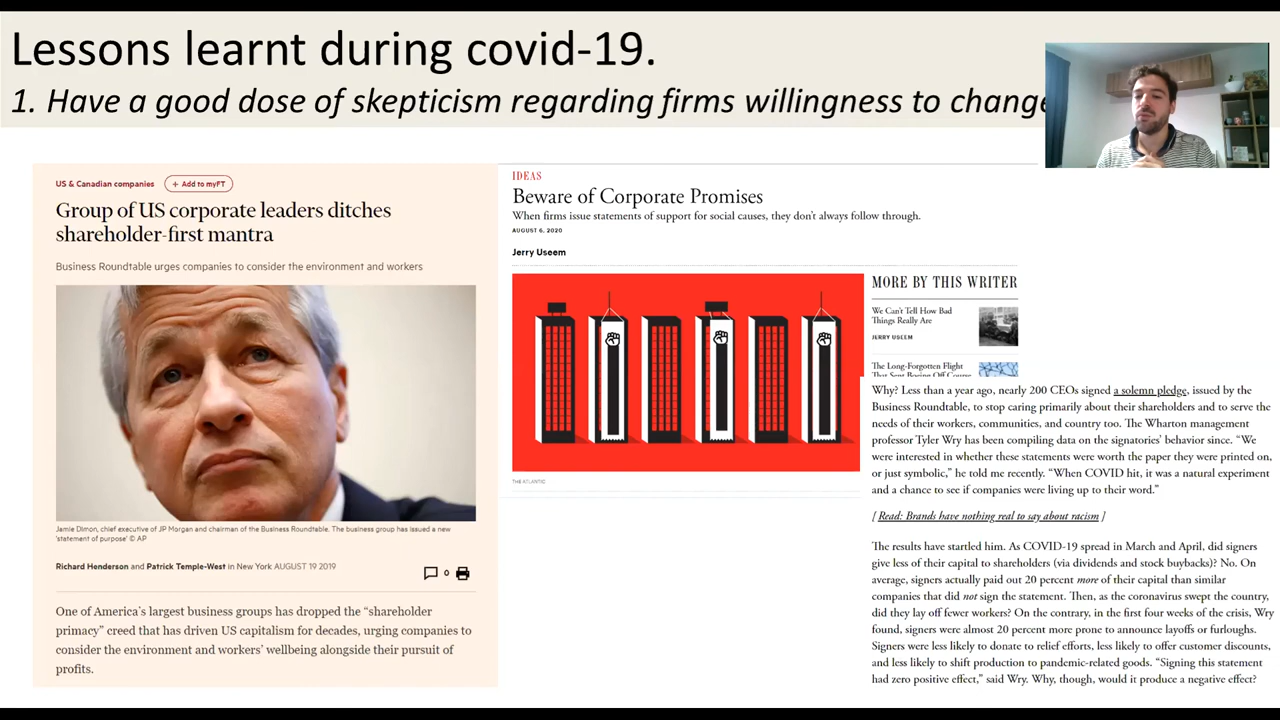 Lessons learnt during covid-19.
1. Have a good dose of skepticism regarding firms willingness to change
US & Canadian companies
+ Add to myFT
Group of US corporate leaders ditches
shareholder-first mantra
Business Roundtable urges companies to consider the environment and workers
Jamie Dimon, chief executive of JP Morgan and chairman of the Business Roundtable. The business group has issued a new
'statement of purpose' © AP
Richard Henderson and Patrick Temple-West in New York AUGUST 19 2019
0
One of America's largest business groups has dropped the “shareholder
primacy” creed that has driven US capitalism for decades, urging companies to
consider the environment and workers' wellbeing alongside their pursuit of
profits.
IDEAS
Beware of Corporate Promises
When firms issue statements of support for social causes, they don't always follow through.
AUGUST 6, 2020
Jerry Useem
THE ATLANTIC
MORE BY THIS WRITER
We Can't Tell How Bad
Things Really Are
JERRY USEEM
The Long-Forgotten Flight
That Sent Boeing Off Course
Why? Less than a year ago, nearly 200 CEOs signed a solemn pledge, issued by the
Business Roundtable, to stop caring primarily about their shareholders and to serve the
needs of their workers, communities, and country too. The Wharton management
professor Tyler Wry has been compiling data on the signatories' behavior since. “We
were interested in whether these statements were worth the paper they were printed on,
or just symbolic,” he told me recently. “When COVID hit, it was a natural experiment
and a chance to see if companies were living up to their word.”
[ Read: Brands have nothing real to say about racism ]
The results have startled him. As COVID-19 spread in March and April, did signers
give less of their capital to shareholders (via dividends and stock buybacks)? No. On
average, signers actually paid out 20 percent more of their capital than similar
companies that did not sign the statement. Then, as the coronavirus swept the country,
did they lay off fewer workers? On the contrary, in the first four weeks of the crisis, Wry
found, signers were almost 20 percent more prone to announce layoffs or furloughs.
Signers were less likely to donate to relief efforts, less likely to offer customer discounts,
and less likely to shift production to pandemic-related goods. “Signing this statement
had zero positive effect,” said Wry. Why, though, would it produce a negative effect?